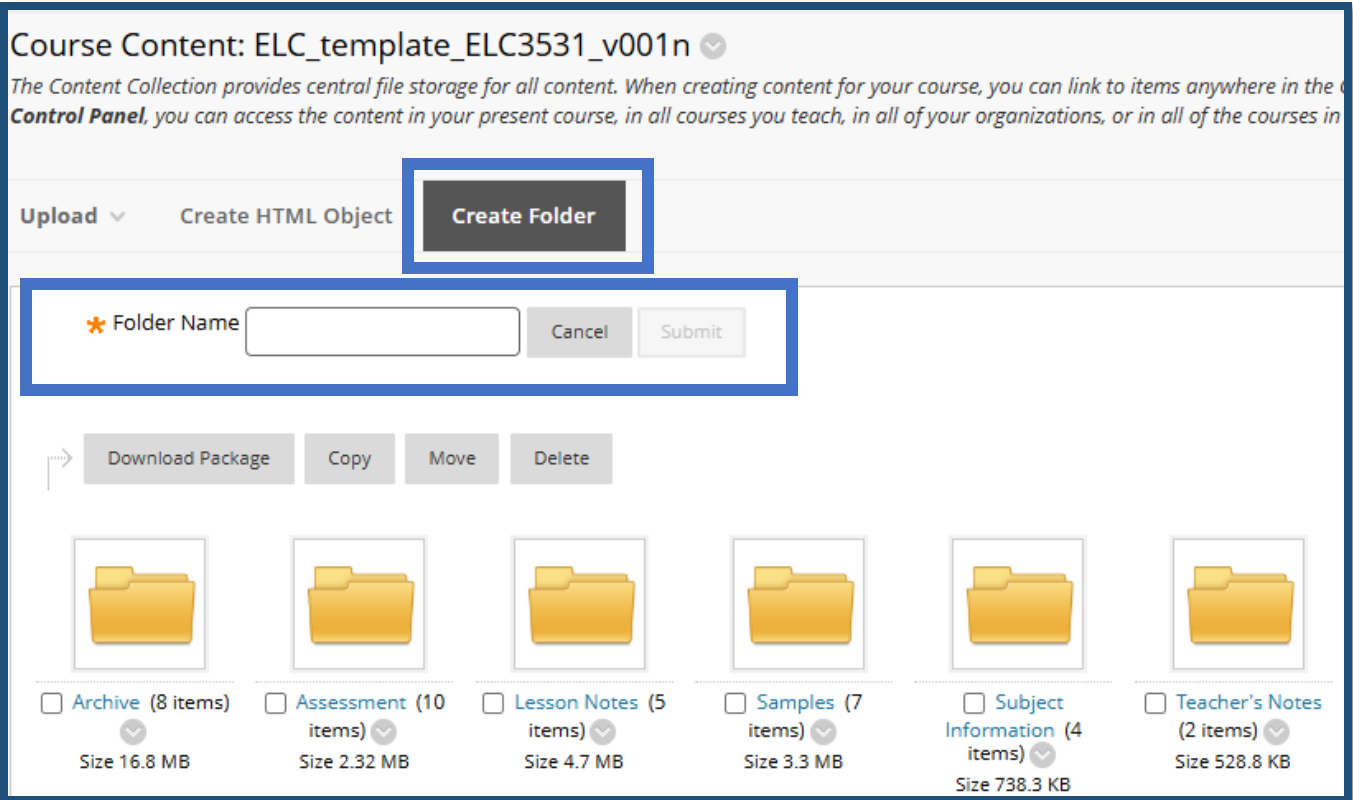 Course Content: ELC_template_ELC3531_v001n
The Content Collection provides central file storage for all content. When creating content for your course, you can link to items anywhere in the
Control Panel, you can access the content in your present course, in all courses you teach, in all of your organizations, or in all of the courses in
Upload Create HTML Object Create Folder
* Folder Name Cancel Submit
Download Package Copy Move Delete
Archive (8 items)
Size 16.8 MB
Assessment (10
items)
Size 2.32 MB
Lesson Notes (5
items)
Size 4.7 MB
Samples (7
items)
Size 3.3 MB
Subject
Information (4
items)
Size 738.3 KB
Teacher's Notes
(2 items)
Size 528.8 KB